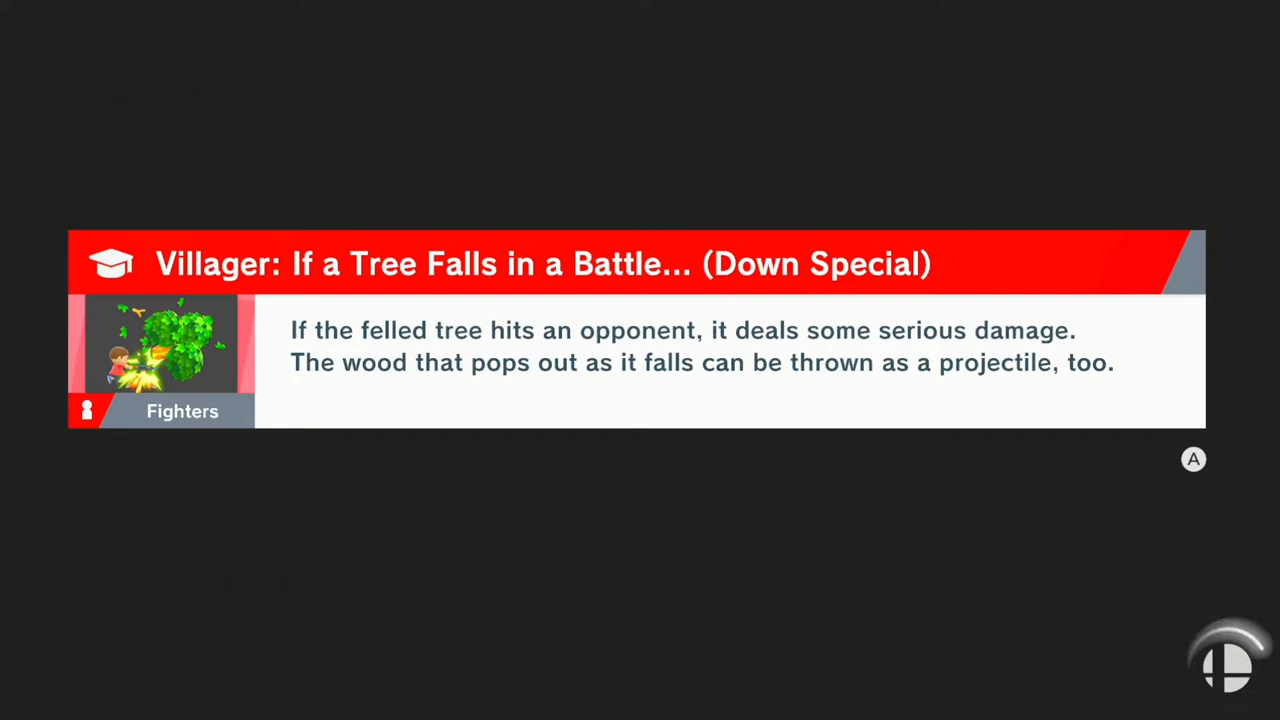 Villager: If a Tree Falls in a Battle... (Down Special)
If the felled tree hits an opponent, it deals some serious damage.
The wood that pops out as it falls can be thrown as a projectile, too.
Fighters
A